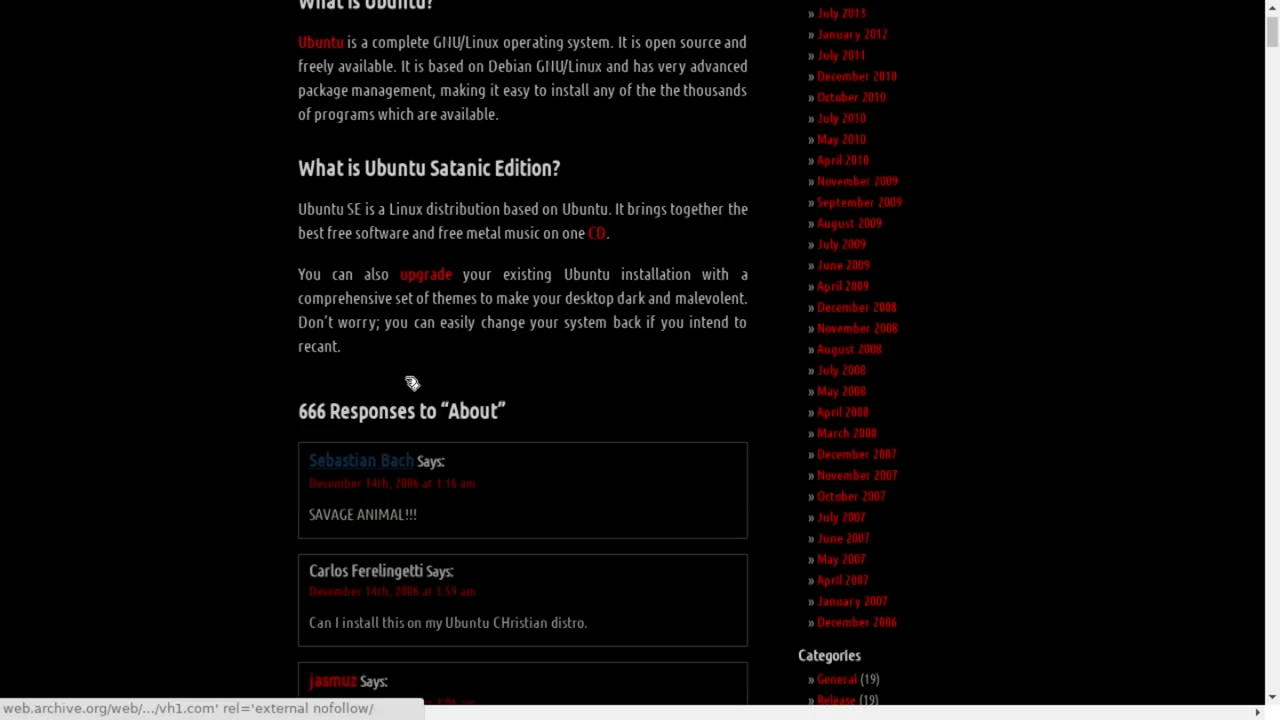 What is Ubuntu?
Ubuntu is a complete GNU/Linux operating system. It is open source and
freely available. It is based on Debian GNU/Linux and has very advanced
package management, making it easy to install any of the the thousands
of programs which are available.
What is Ubuntu Satanic Edition?
Ubuntu SE is a Linux distribution based on Ubuntu. It brings together the
best free software and free metal music on one CD.
You can also upgrade your existing Ubuntu installation with a
comprehensive set of themes to make your desktop dark and malevolent.
Don't worry; you can easily change your system back if you intend to
recant.
666 Responses to “About”
Sebastian Bach Says:
December 14th, 2006 at 1:16 am
SAVAGE ANIMAL!!!
Carlos Ferelingetti Says:
December 14th, 2006 at 1:59 am
Can I install this on my Ubuntu CHristian distro.
jasmuz Says:
» July 2013
» January 2012
» July 2011
» December 2010
» October 2010
» July 2010
» May 2010
» April 2010
» November 2009
» September 2009
» August 2009
» July 2009
» June 2009
» April 2009
» December 2008
» November 2008
» August 2008
» July 2008
» May 2008
» April 2008
» March 2008
» December 2007
» November 2007
» October 2007
» July 2007
» June 2007
» May 2007
» April 2007
» January 2007
» December 2006
Categories
» General (19)
» Release (19)
web.archive.org/web/.../vh1.com' rel='external nofollow/